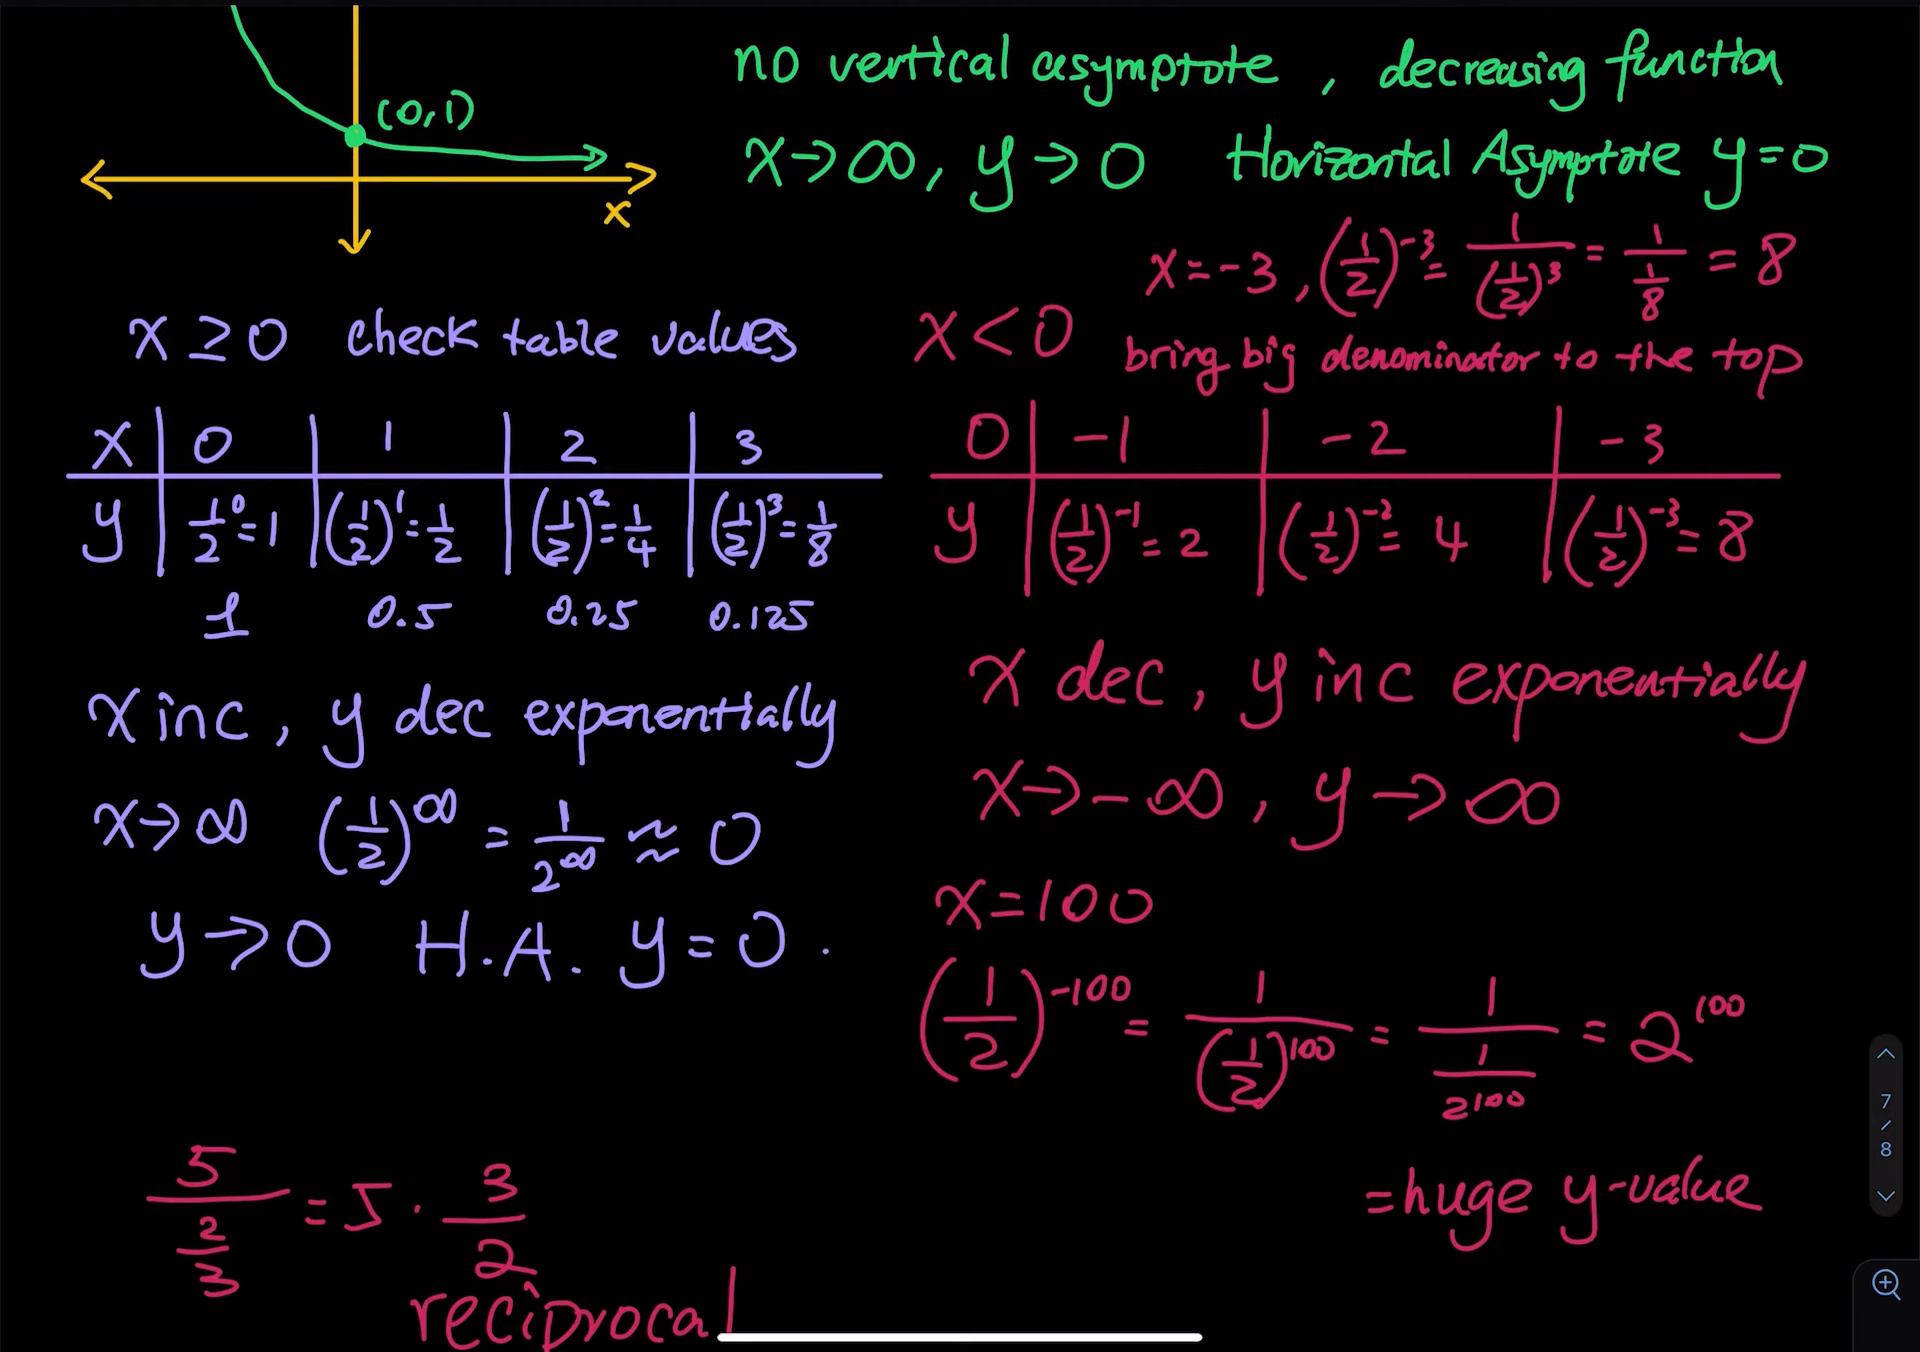 no vertical asymptote , decreasing function
(0,1)
x→∞, y→0 Horizontal Asymptote y=0
x
x=-3, (1/2)^-3 = 1/(1/2)^3 = 1/(1/8) = 8
x ≥ 0 check table values
x < 0 bring big denominator to the top
x | 0 | 1 | 2 | 3
y | 1/2^0=1 | (1/2)^1=1/2 | (1/2)^2=1/4 | (1/2)^3=1/8
1 0.5 0.25 0.125
0 | -1 | -2 | -3
y | (1/2)^-1=2 | (1/2)^-2=4 | (1/2)^-3=8
x inc, y dec exponentially
x→∞ (1/2)^∞ = 1/2^∞ ≈ 0
y→0 H.A. y=0.
x dec, y inc exponentially
x→-∞, y→∞
x=100
(1/2)^-100 = 1/(1/2)^100 = 1/(1/2^100) = 2^100
=huge y-value
5/(2/3) = 5 · 3/2
reciprocal
7
/
8